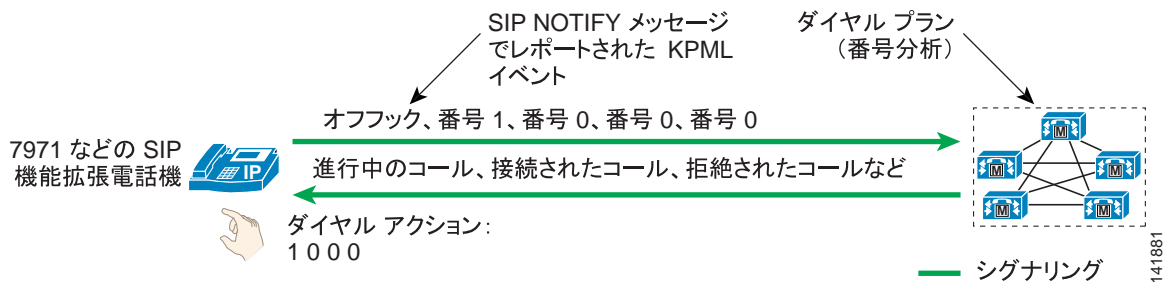 SIP NOTIFY メッセージ
でレポートされた KPML
イベント
ダイヤル プラン
（番号分析）
オフフック、番号 1、番号 0、番号 0、番号 0
7971 などの SIP
機能拡張電話機
IP
進行中のコール、接続されたコール、拒絶されたコールなど
M
M
M
M
M
ダイヤル アクション：
1 0 0 0
シグナリング
141881